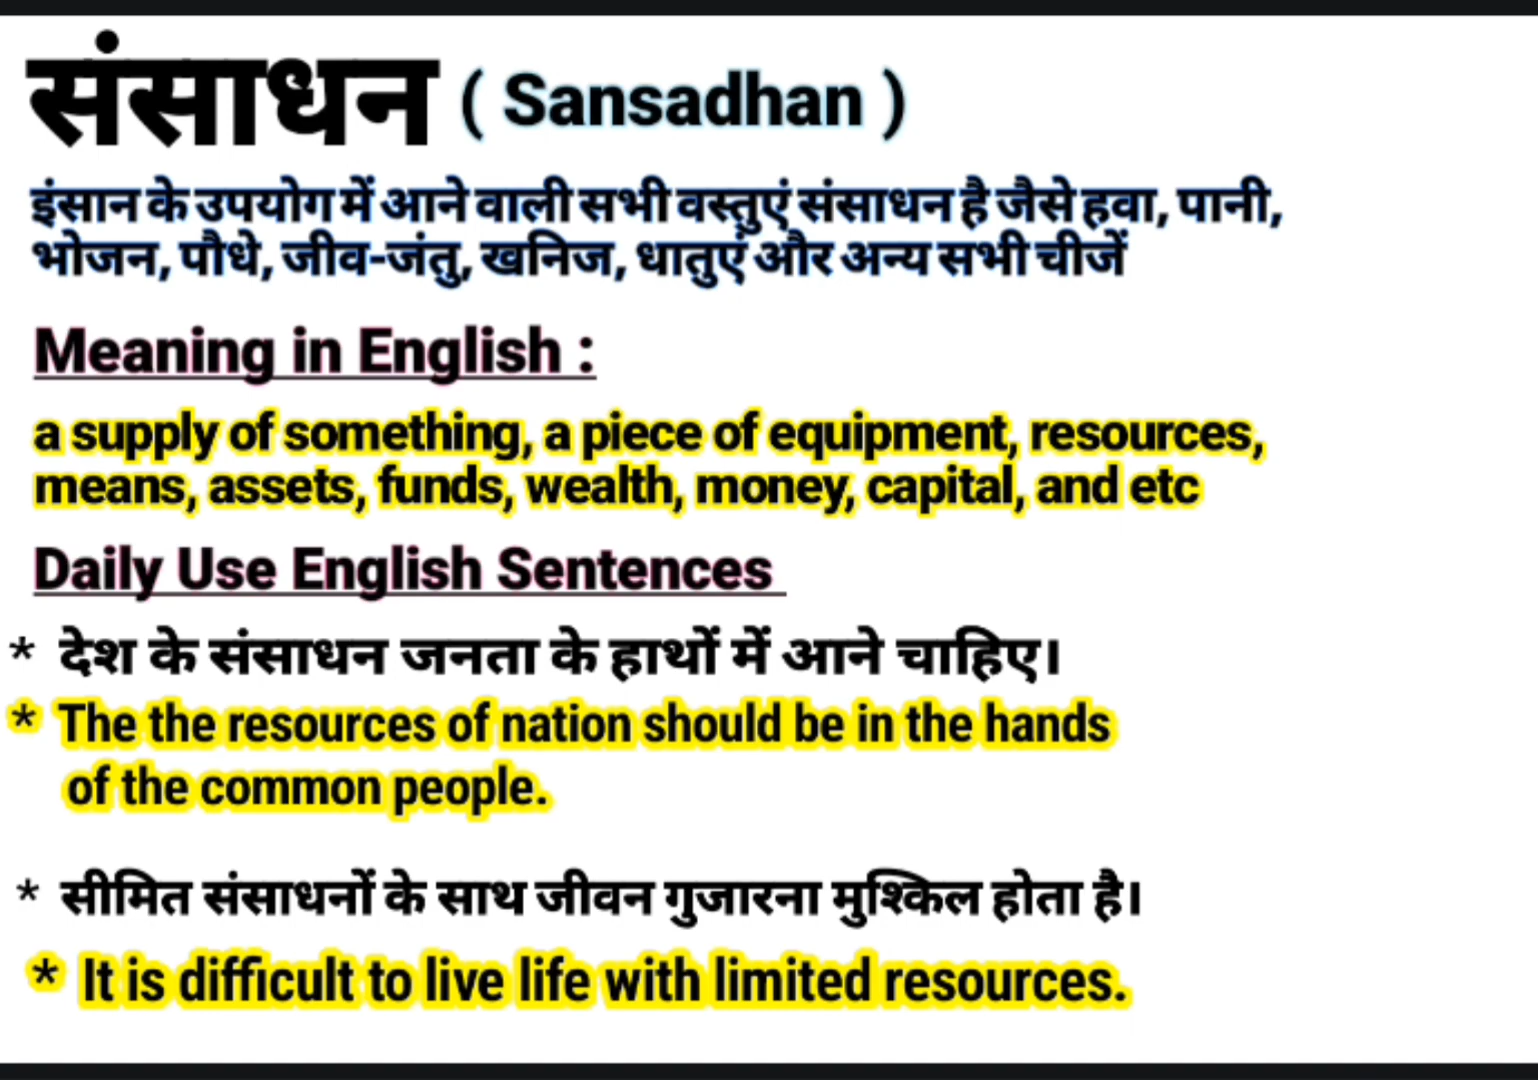 संसाधन ( Sansadhan )
इंसान के उपयोग में आने वाली सभी वस्तुएं संसाधन है जैसे हवा, पानी,
भोजन, पौधे, जीव-जंतु, खनिज, धातुएं और अन्य सभी चीजें
Meaning in English :
a supply of something, a piece of equipment, resources,
means, assets, funds, wealth, money, capital, and etc
Daily Use English Sentences
* देश के संसाधन जनता के हाथों में आने चाहिए।
* The the resources of nation should be in the hands
of the common people.
* सीमित संसाधनों के साथ जीवन गुजारना मुश्किल होता है।
* It is difficult to live life with limited resources.